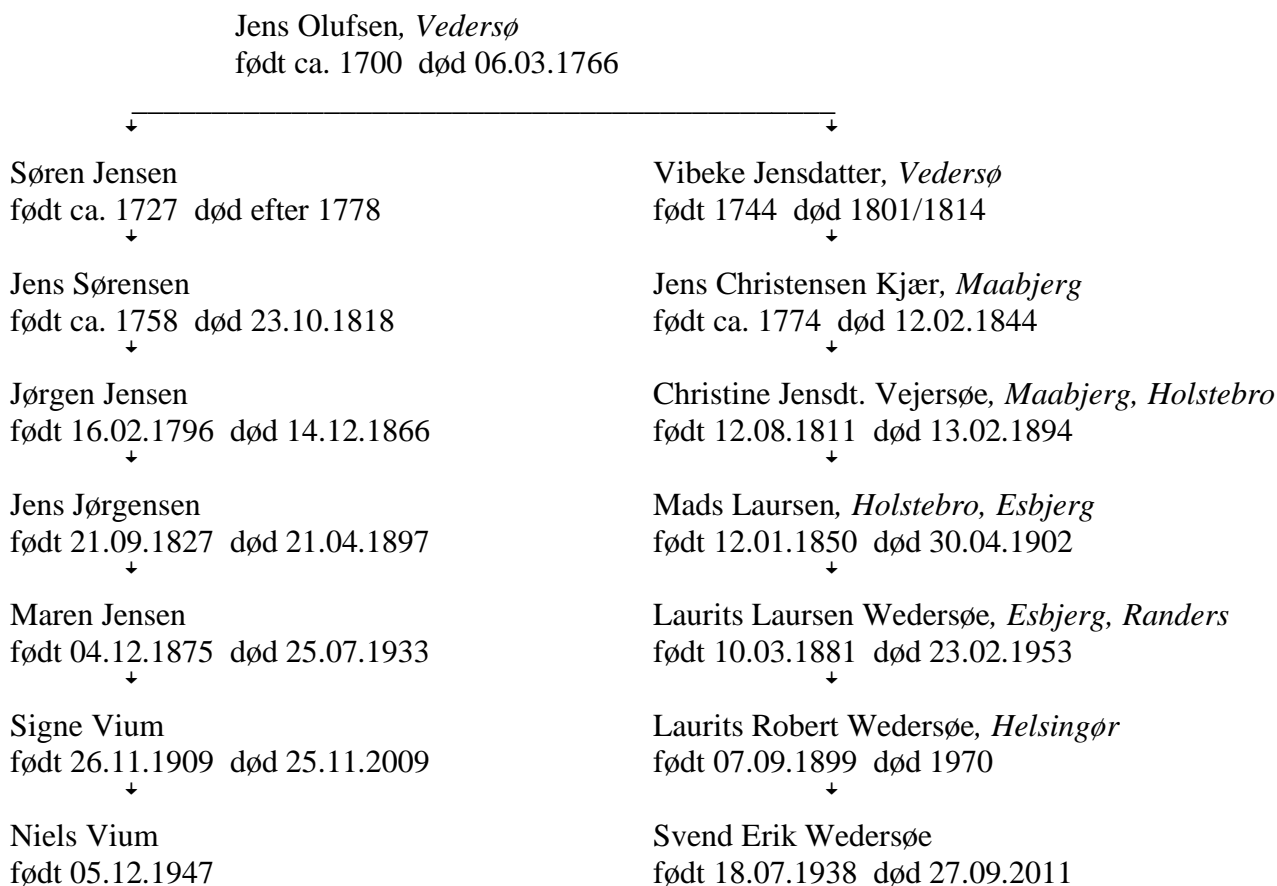 Jens Olufsen, Vedersø
født ca. 1700 død 06.03.1766
Søren Jensen
født ca. 1727 død efter 1778
Vibeke Jensdatter, Vedersø
født 1744 død 1801/1814
Jens Sørensen
født ca. 1758 død 23.10.1818
Jens Christensen Kjær, Maabjerg
født ca. 1774 død 12.02.1844
Jørgen Jensen
født 16.02.1796 død 14.12.1866
Christine Jensdt. Vejersøe, Maabjerg, Holstebro
født 12.08.1811 død 13.02.1894
Jens Jørgensen
født 21.09.1827 død 21.04.1897
Mads Laursen, Holstebro, Esbjerg
født 12.01.1850 død 30.04.1902
Maren Jensen
født 04.12.1875 død 25.07.1933
Laurits Laursen Wedersøe, Esbjerg, Randers
født 10.03.1881 død 23.02.1953
Signe Vium
født 26.11.1909 død 25.11.2009
Laurits Robert Wedersøe, Helsingør
født 07.09.1899 død 1970
Niels Vium
født 05.12.1947
Svend Erik Wedersøe
født 18.07.1938 død 27.09.2011